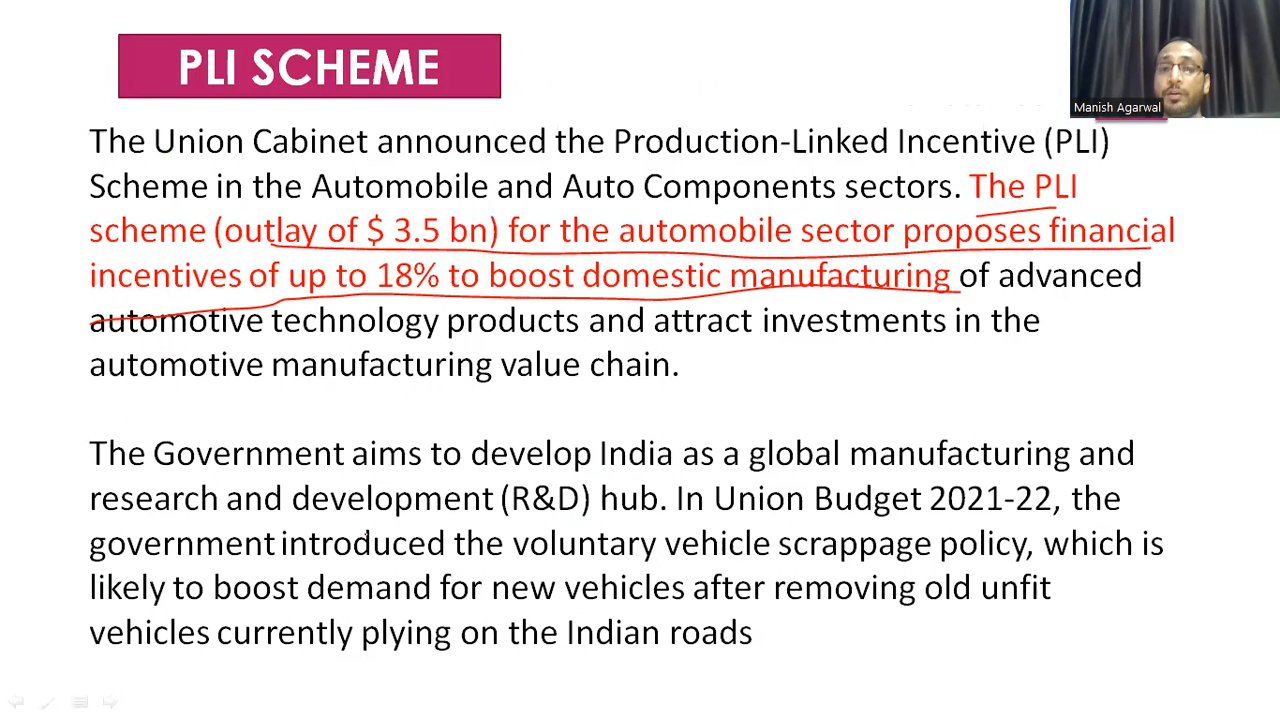 PLI SCHEME
Manish Agarwal
The Union Cabinet announced the Production-Linked Incentive (PLI)
Scheme in the Automobile and Auto Components sectors. The PLI
scheme (outlay of $ 3.5 bn) for the automobile sector proposes financial
incentives of up to 18% to boost domestic manufacturing of advanced
automotive technology products and attract investments in the
automotive manufacturing value chain.
The Government aims to develop India as a global manufacturing and
research and development (R&D) hub. In Union Budget 2021-22, the
government introduced the voluntary vehicle scrappage policy, which is
likely to boost demand for new vehicles after removing old unfit
vehicles currently plying on the Indian roads